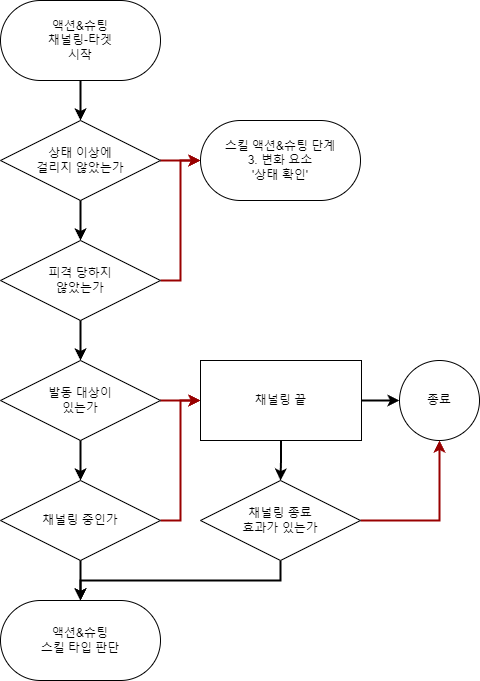 액션&슈팅
채널링-타겟
시작
상태 이상에
걸리지 않았는가
스킬 액션&슈팅 단계
3. 변화 요소
'상태 확인'
피격 당하지
않았는가
발동 대상이
있는가
채널링 끝
종료
채널링 중인가
채널링 종료
효과가 있는가
액션&슈팅
스킬 타입 판단